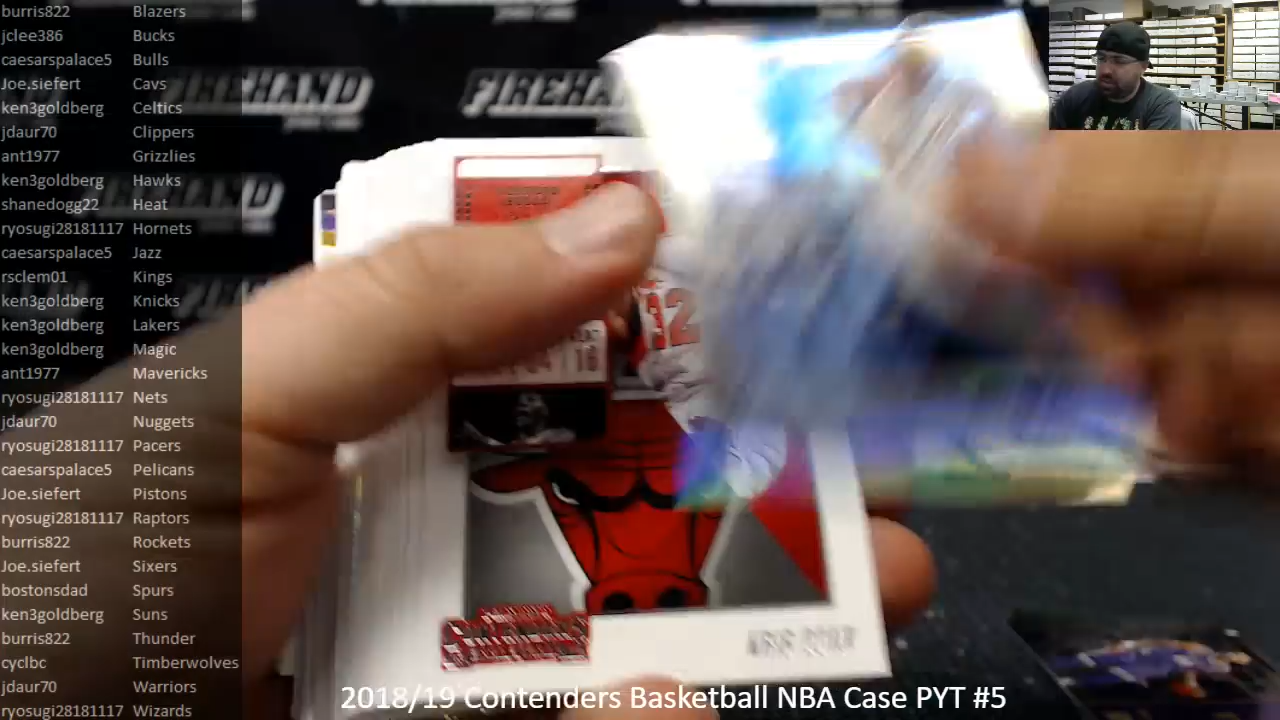 burris822 Blazers
jclee386 Bucks
caesarspalace5 Bulls
Joe.siefert Cavs
ken3goldberg Celtics
jdaur70 Clippers
ant1977 Grizzlies
ken3goldberg Hawks
shanedogg22 Heat
ryosugi28181117 Hornets
caesarspalace5 Jazz
rsclem01 Kings
ken3goldberg Knicks
ken3goldberg Lakers
ken3goldberg Magic
ant1977 Mavericks
ryosugi28181117 Nets
jdaur70 Nuggets
ryosugi28181117 Pacers
caesarspalace5 Pelicans
Joe.siefert Pistons
ryosugi28181117 Raptors
burris822 Rockets
Joe.siefert Sixers
bostonsdad Spurs
ken3goldberg Suns
burris822 Thunder
cyclbc Timberwolves
jdaur70 Warriors
ryosugi28181117 Wizards
FIREHAND
FIREHAND
32
2018/19 Contenders Basketball NBA Case PYT #5